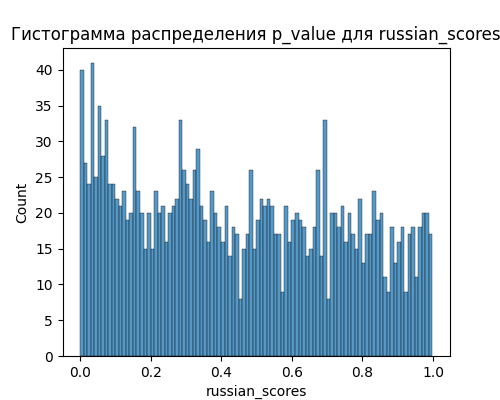 Гистограмма распределения p_value для russian_scores
40
35
30
25
20
15
10
5
0
Count
0.0 0.2 0.4 0.6 0.8 1.0
russian_scores